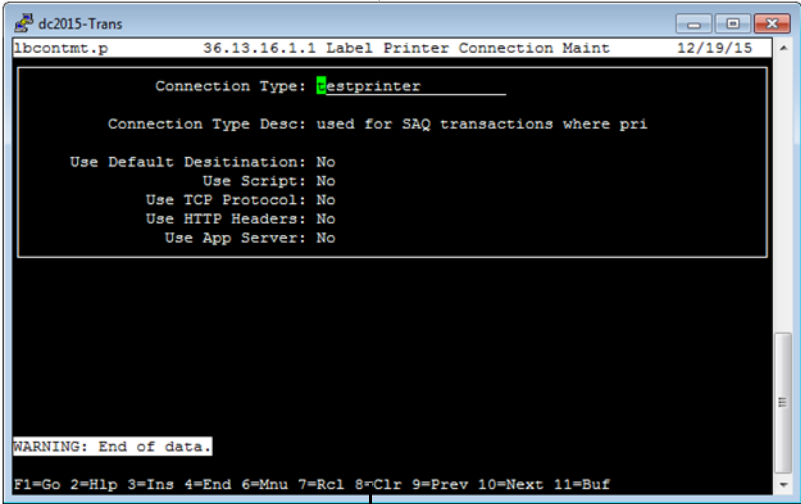 dc2015-Trans
lbcontmt.p 36.13.16.1.1 Label Printer Connection Maint 12/19/15
Connection Type: testprinter
Connection Type Desc: used for SAQ transactions where pri
Use Default Desitination: No
Use Script: No
Use TCP Protocol: No
Use HTTP Headers: No
Use App Server: No
WARNING: End of data.
F1=Go 2=Hlp 3=Ins 4=End 6=Mnu 7=Rcl 8=Clr 9=Prev 10=Next 11=Buf